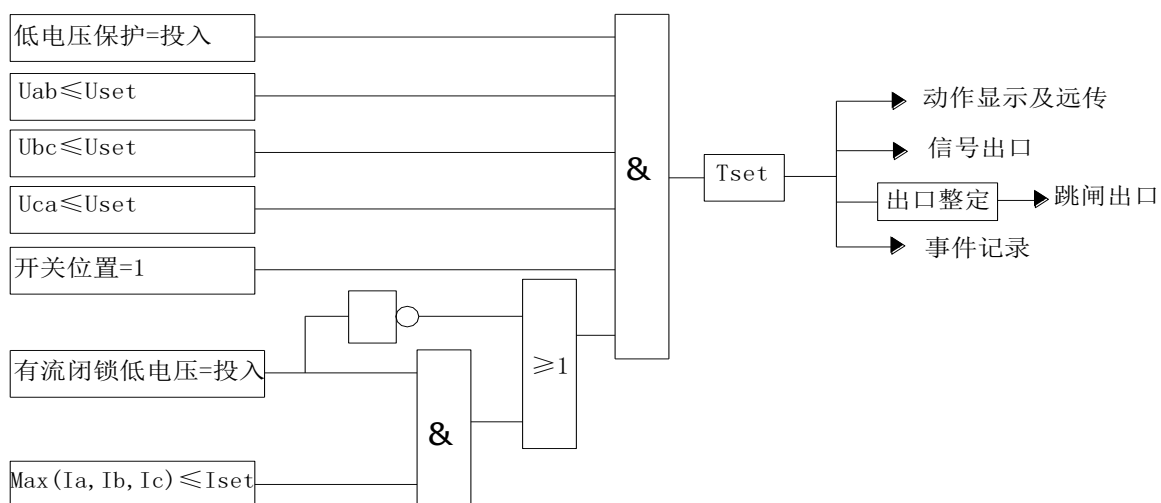 低电压保护=投入
Uab≤Uset
Ubc≤Uset
Uca≤Uset
开关位置=1
有流闭锁低电压=投入
Max(Ia,Ib,Ic)≤Iset
&
≥1
&
Tset
动作显示及远传
信号出口
出口整定
跳闸出口
事件记录